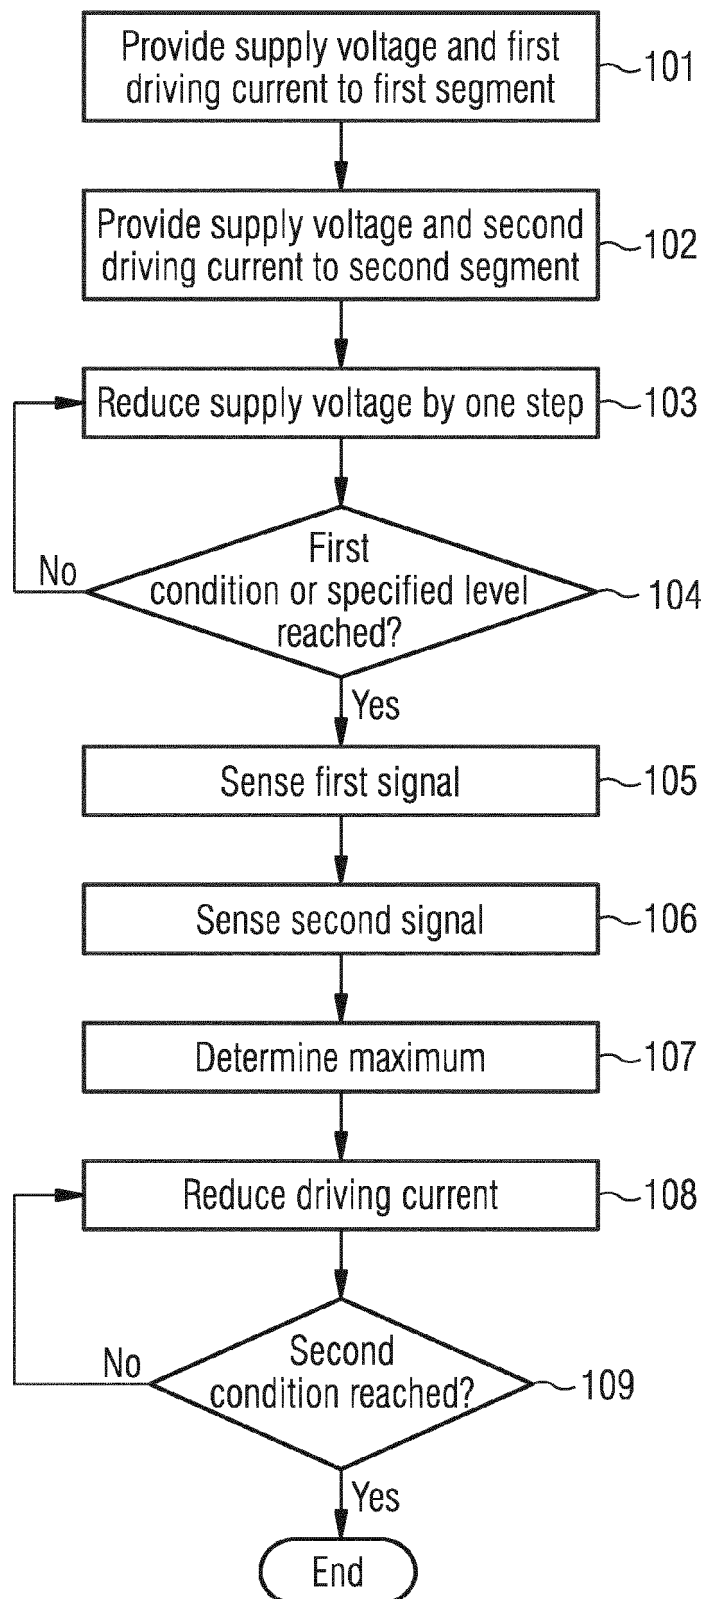 Provide supply voltage and first
driving current to first segment
101
Provide supply voltage and second
driving current to second segment
102
Reduce supply voltage by one step
103
First
condition or specified level
reached?
104
No
Yes
Sense first signal
105
Sense second signal
106
Determine maximum
107
Reduce driving current
108
Second
condition reached?
109
No
Yes
End